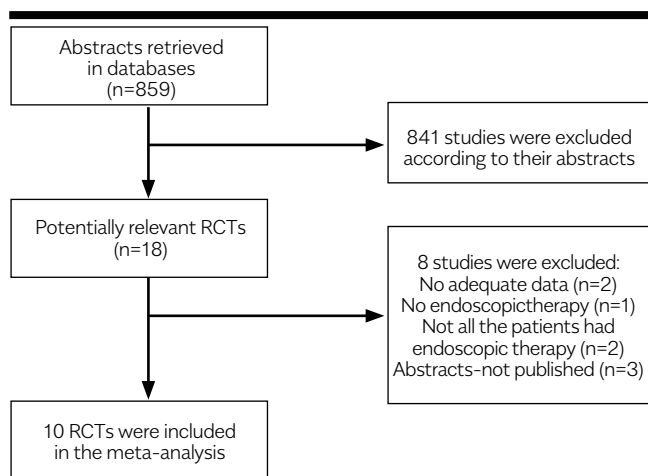 Abstracts retrieved
in databases
(n=859)
841 studies were excluded
according to their abstracts
Potentially relevant RCTs
(n=18)
8 studies were excluded:
No adequate data (n=2)
No endoscopictherapy (n=1)
Not all the patients had
endoscopic therapy (n=2)
Abstracts-not published (n=3)
10 RCTs were included
in the meta-analysis